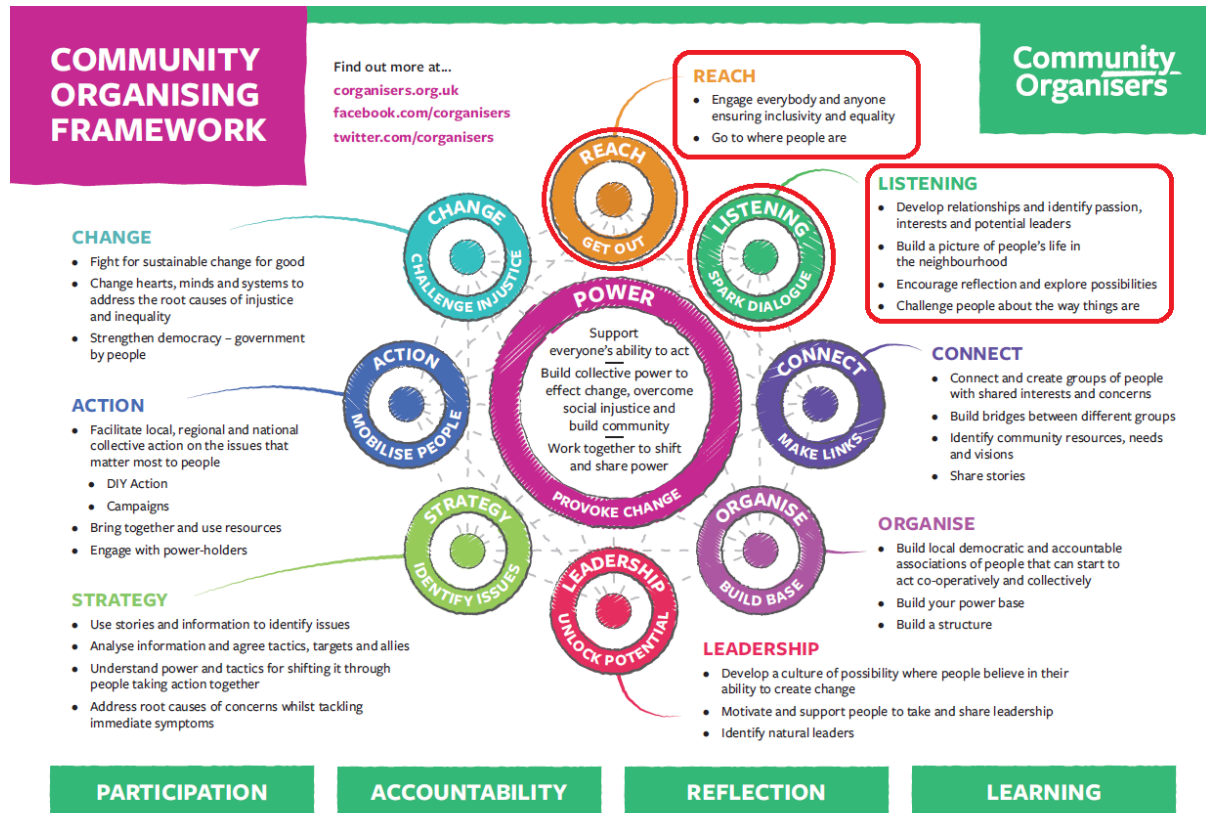 COMMUNITY
ORGANISING
FRAMEWORK
Find out more at...
corganisers.org.uk
facebook.com/corganisers
twitter.com/corganisers
Community
Organisers
REACH
• Engage everybody and anyone
ensuring inclusivity and equality
• Go to where people are
REACH
GET OUT
LISTENING
SPARK DIALOGUE
LISTENING
• Develop relationships and identify passion,
interests and potential leaders
• Build a picture of people's life in
the neighbourhood
• Encourage reflection and explore possibilities
• Challenge people about the way things are
CHANGE
CHALLENGE INJUSTICE
CHANGE
• Fight for sustainable change for good
• Change hearts, minds and systems to
address the root causes of injustice
and inequality
• Strengthen democracy – government
by people
POWER
Support
everyone's ability to act
Build collective power to
effect change, overcome
social injustice and
build community
Work together to shift
and share power
PROVOKE CHANGE
CONNECT
MAKE LINKS
CONNECT
• Connect and create groups of people
with shared interests and concerns
• Build bridges between different groups
• Identify community resources, needs
and visions
• Share stories
ACTION
MOBILISE PEOPLE
ACTION
• Facilitate local, regional and national
collective action on the issues that
matter most to people
• DIY Action
• Campaigns
• Bring together and use resources
• Engage with power-holders
ORGANISE
BUILD BASE
ORGANISE
• Build local democratic and accountable
associations of people that can start to
act co-operatively and collectively
• Build your power base
• Build a structure
STRATEGY
IDENTIFY ISSUES
STRATEGY
• Use stories and information to identify issues
• Analyse information and agree tactics, targets and allies
• Understand power and tactics for shifting it through
people taking action together
• Address root causes of concerns whilst tackling
immediate symptoms
LEADERSHIP
UNLOCK POTENTIAL
LEADERSHIP
• Develop a culture of possibility where people believe in their
ability to create change
• Motivate and support people to take and share leadership
• Identify natural leaders
PARTICIPATION
ACCOUNTABILITY
REFLECTION
LEARNING